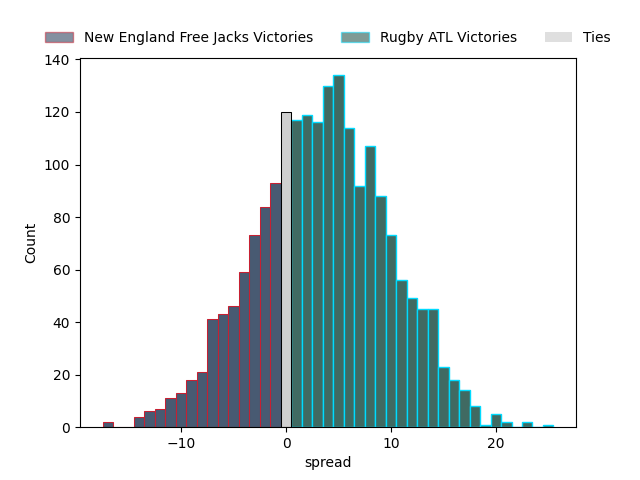 New England Free Jacks Victories Rugby ATL Victories Ties
140
120
100
80
60
40
20
0
Count
−10 0 10 20
spread